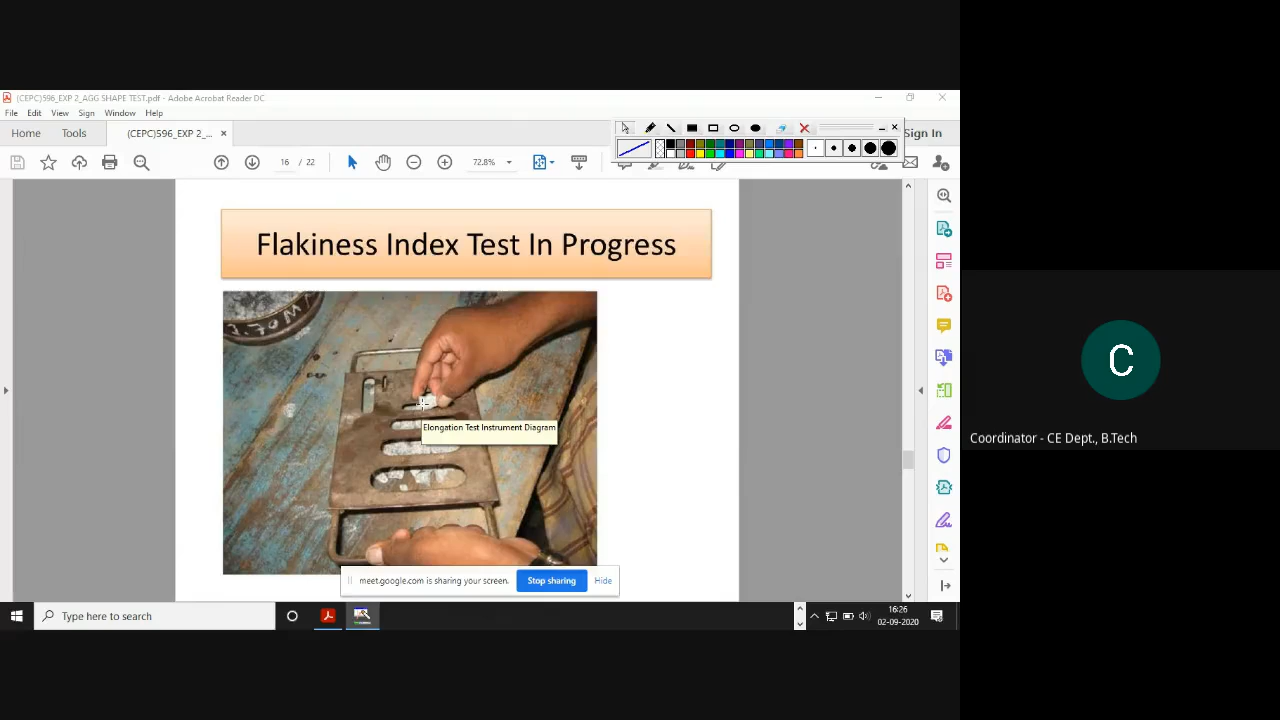 (CEPC)596_EXP 2_AGG SHAPE TEST.pdf - Adobe Acrobat Reader DC
File Edit View Sign Window Help
Home Tools (CEPC)596_EXP 2_... × Sign In
16 / 22 72.8%
Flakiness Index Test In Progress
Elongation Test Instrument Diagram
C
Coordinator - CE Dept., B.Tech
meet.google.com is sharing your screen. Stop sharing Hide
Type here to search
16:26
02-09-2020